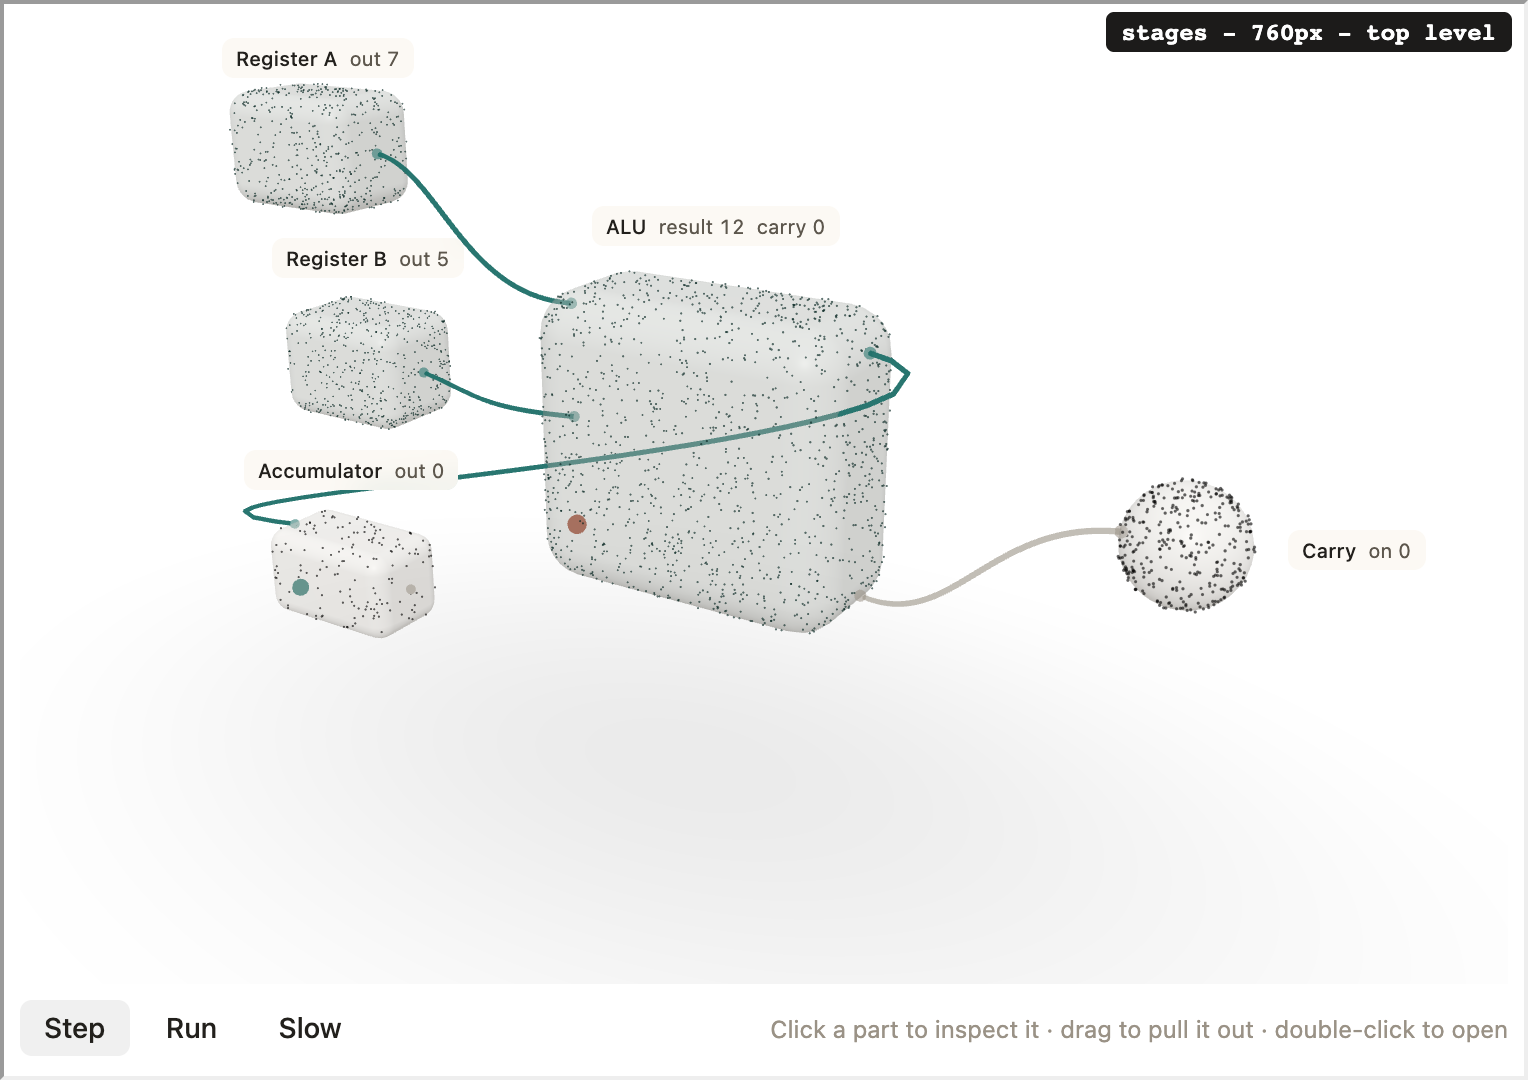 stages - 760px - top level
Register A out 7
ALU result 12 carry 0
Register B out 5
Accumulator out 0
Carry on 0
Step Run Slow
Click a part to inspect it · drag to pull it out · double-click to open